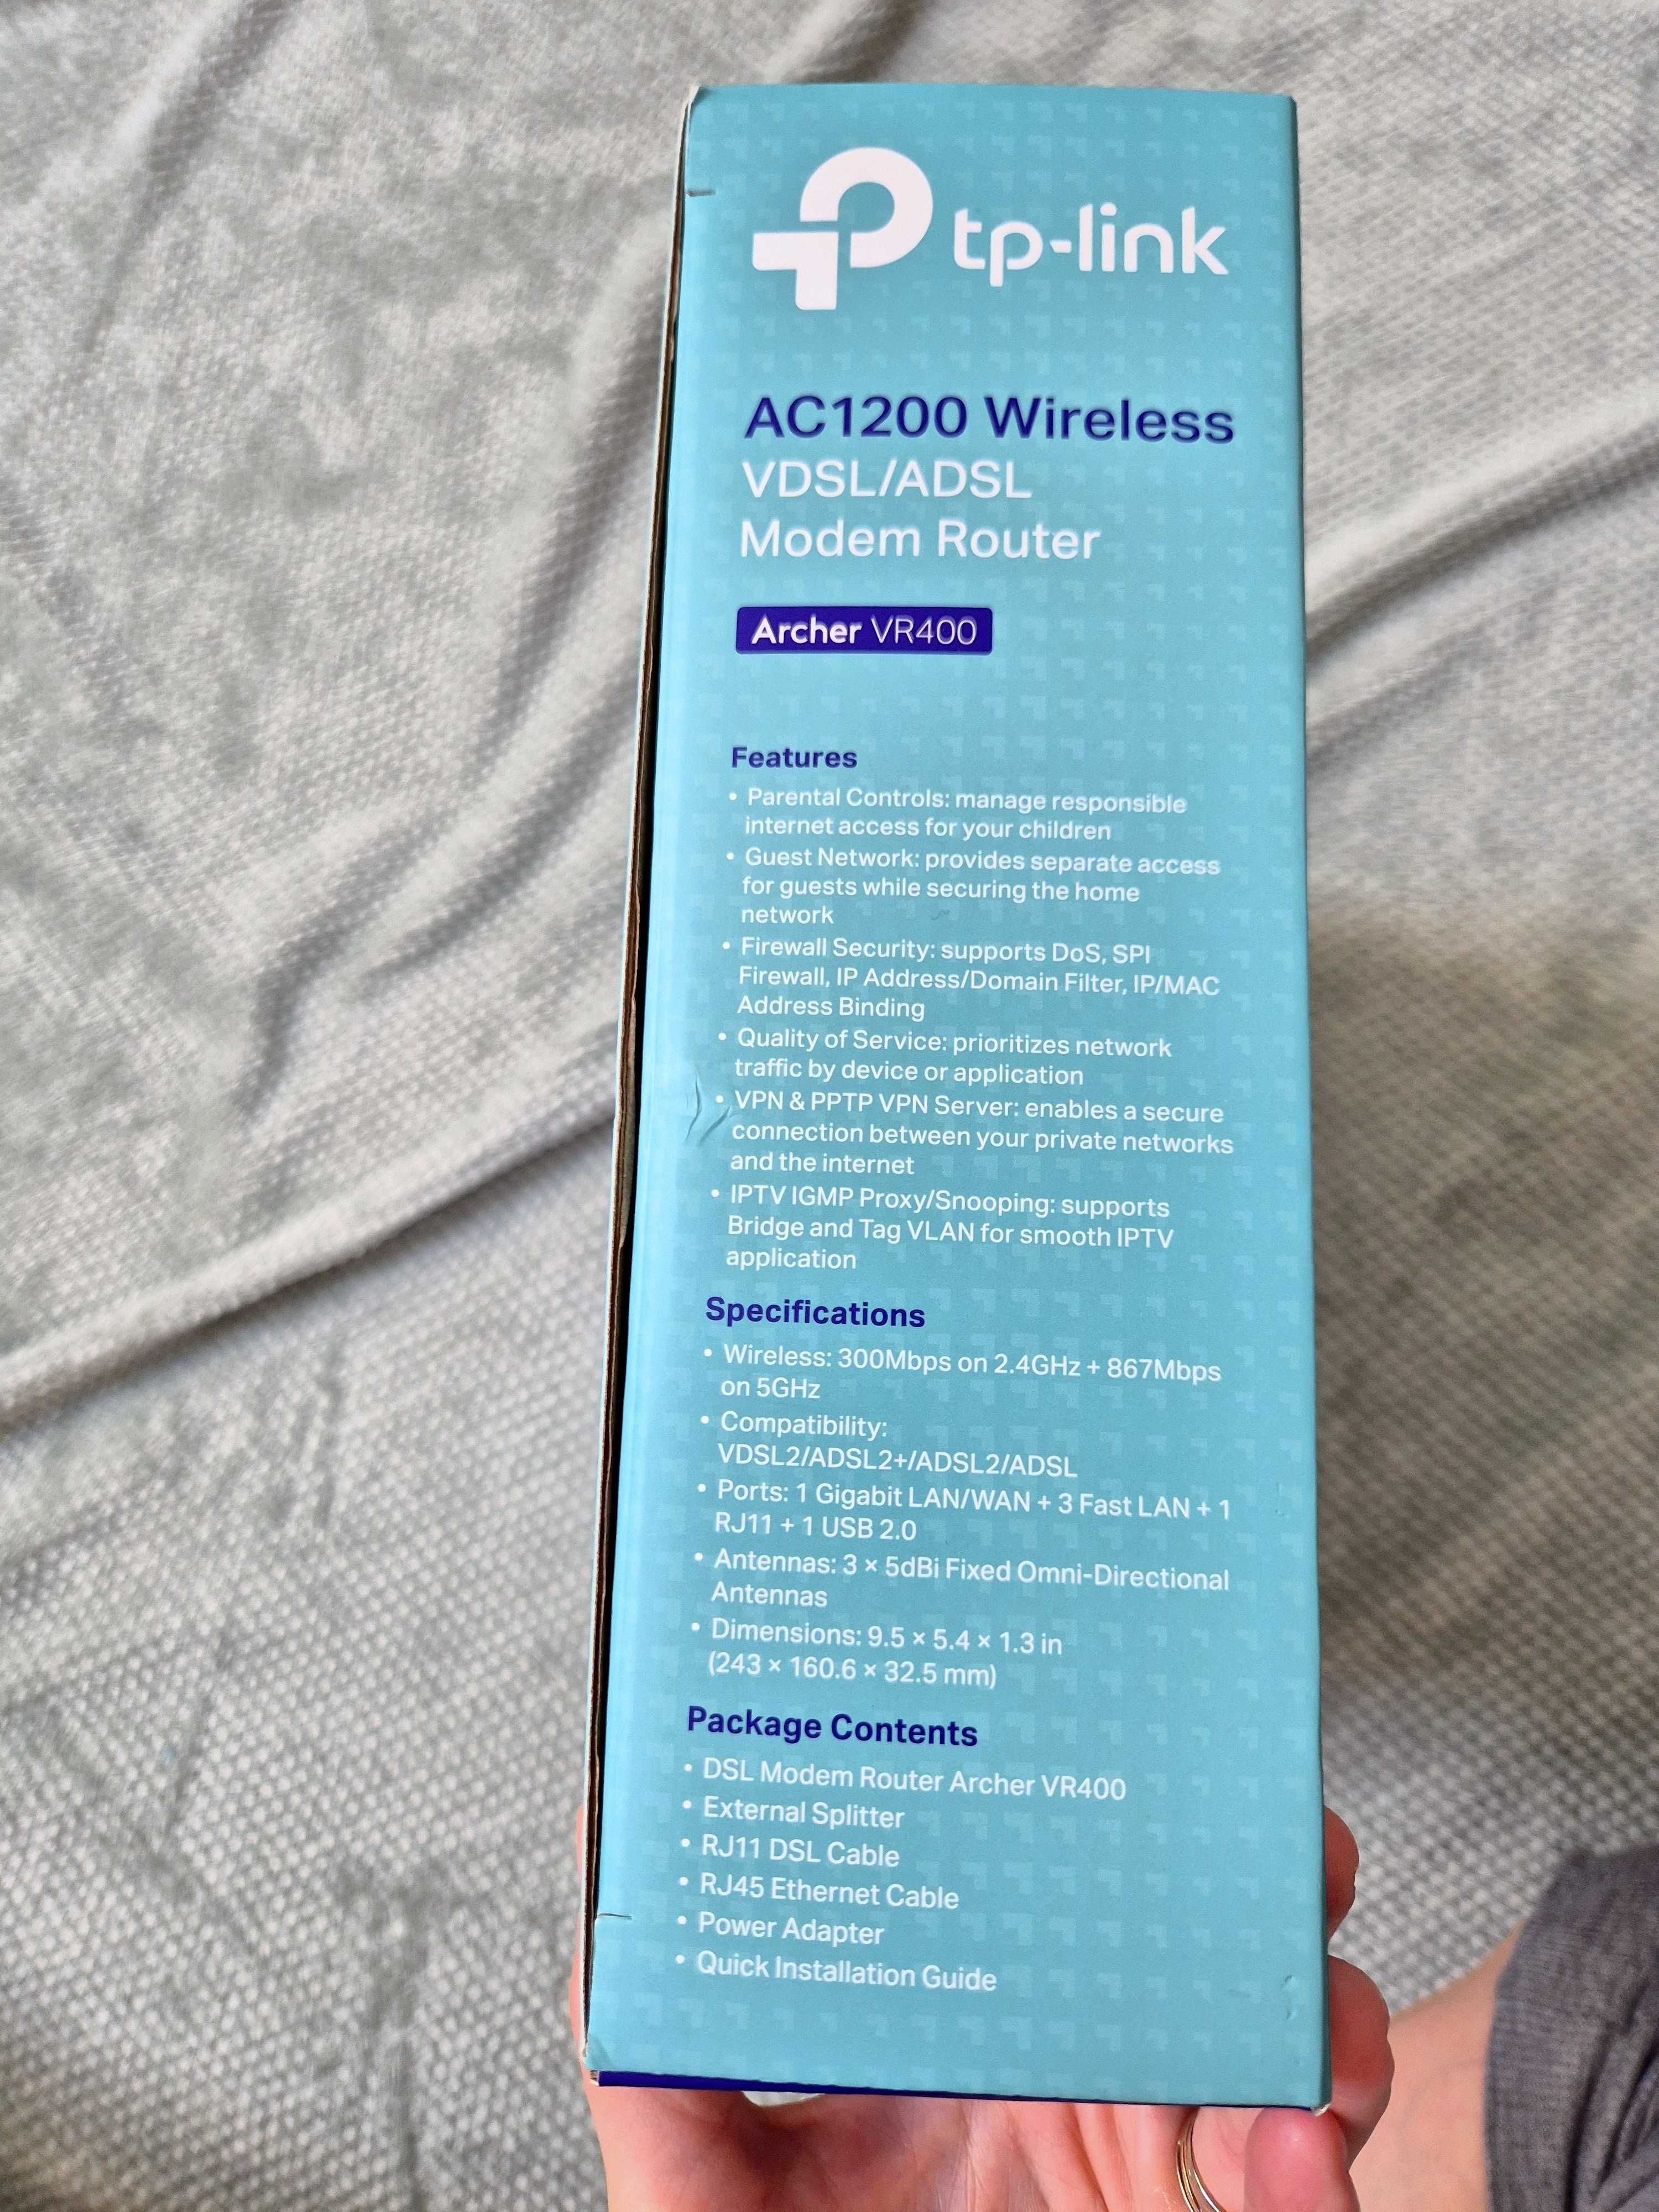 tp-link
AC1200 Wireless
VDSL/ADSL
Modem Router
Archer VR400
Features
• Parental Controls: manage responsible
internet access for your children
• Guest Network: provides separate access
for guests while securing the home
network
• Firewall Security: supports DoS, SPI
Firewall, IP Address/Domain Filter, IP/MAC
Address Binding
• Quality of Service: prioritizes network
traffic by device or application
• VPN & PPTP VPN Server: enables a secure
connection between your private networks
and the internet
• IPTV IGMP Proxy/Snooping: supports
Bridge and Tag VLAN for smooth IPTV
application
Specifications
• Wireless: 300Mbps on 2.4GHz + 867Mbps
on 5GHz
• Compatibility:
VDSL2/ADSL2+/ADSL2/ADSL
• Ports: 1 Gigabit LAN/WAN + 3 Fast LAN + 1
RJ11 + 1 USB 2.0
• Antennas: 3 × 5dBi Fixed Omni-Directional
Antennas
• Dimensions: 9.5 × 5.4 × 1.3 in
(243 × 160.6 × 32.5 mm)
Package Contents
• DSL Modem Router Archer VR400
• External Splitter
• RJ11 DSL Cable
• RJ45 Ethernet Cable
• Power Adapter
• Quick Installation Guide